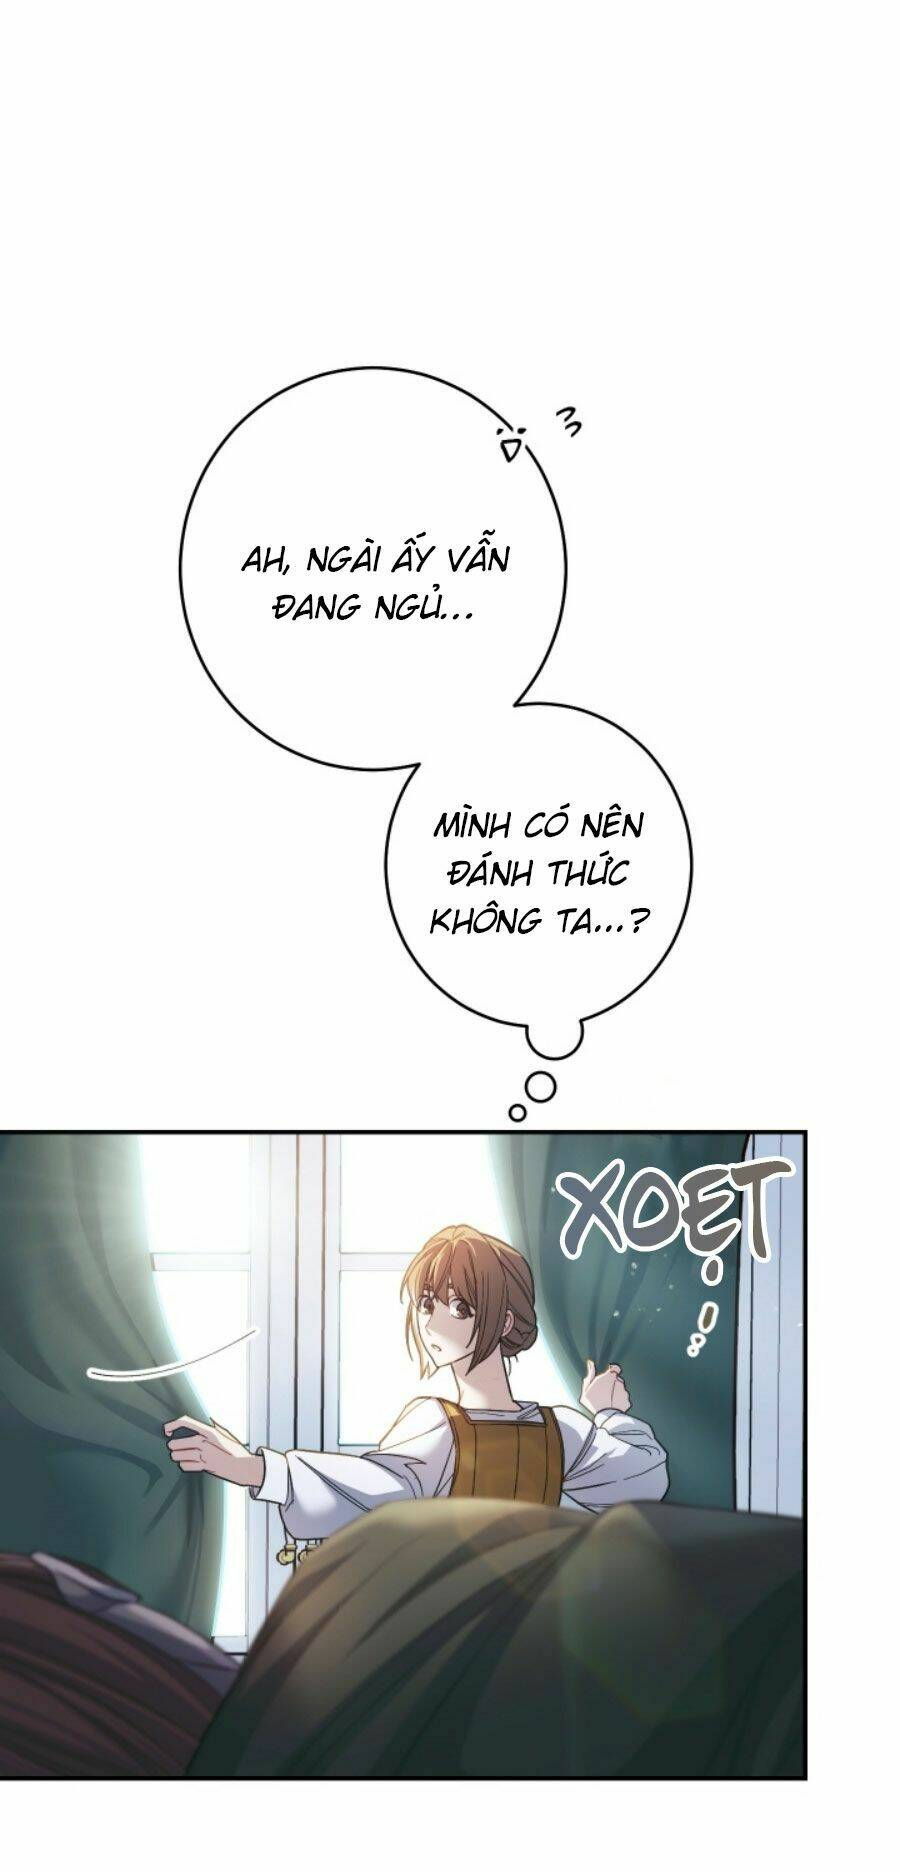 AH, NGÀI ẤY VẪN
ĐANG NGỦ...
MÌNH CÓ NÊN
ĐÁNH THỨC
KHÔNG TA...?
XOẸT